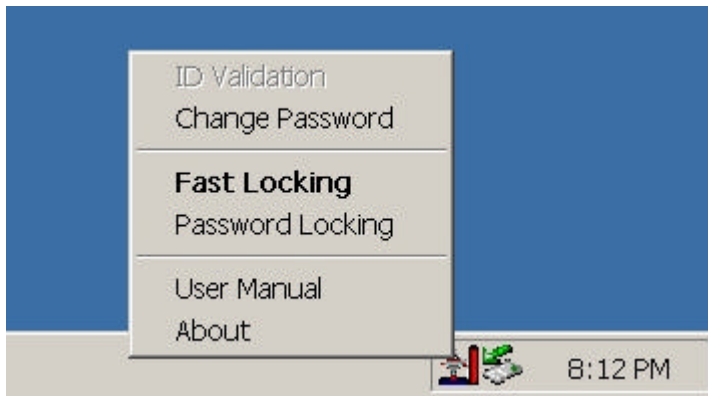 ID Validation
Change Password
Fast Locking
Password Locking
User Manual
About
8:12 PM